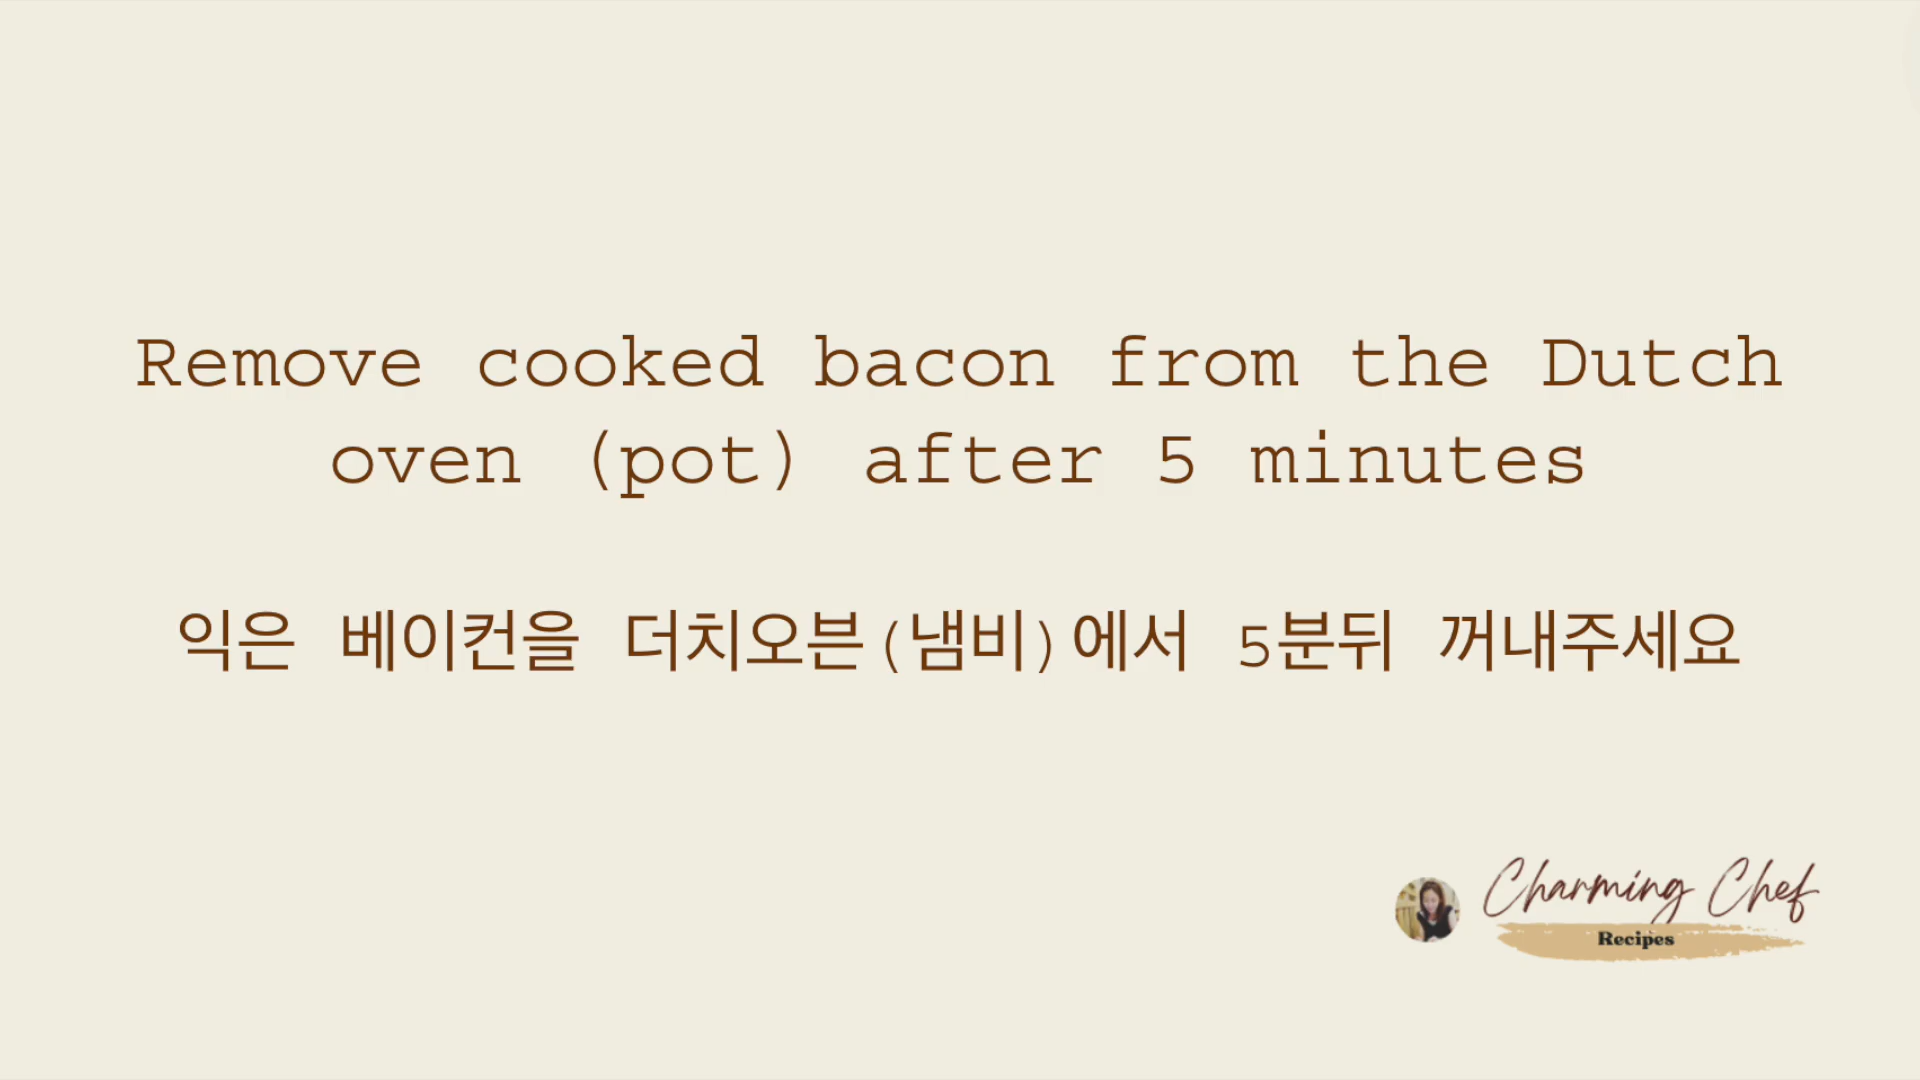 Remove cooked bacon from the Dutch
oven (pot) after 5 minutes
익은 베이컨을 더치오븐(냄비)에서 5분뒤 꺼내주세요
Charming Chef
Recipes